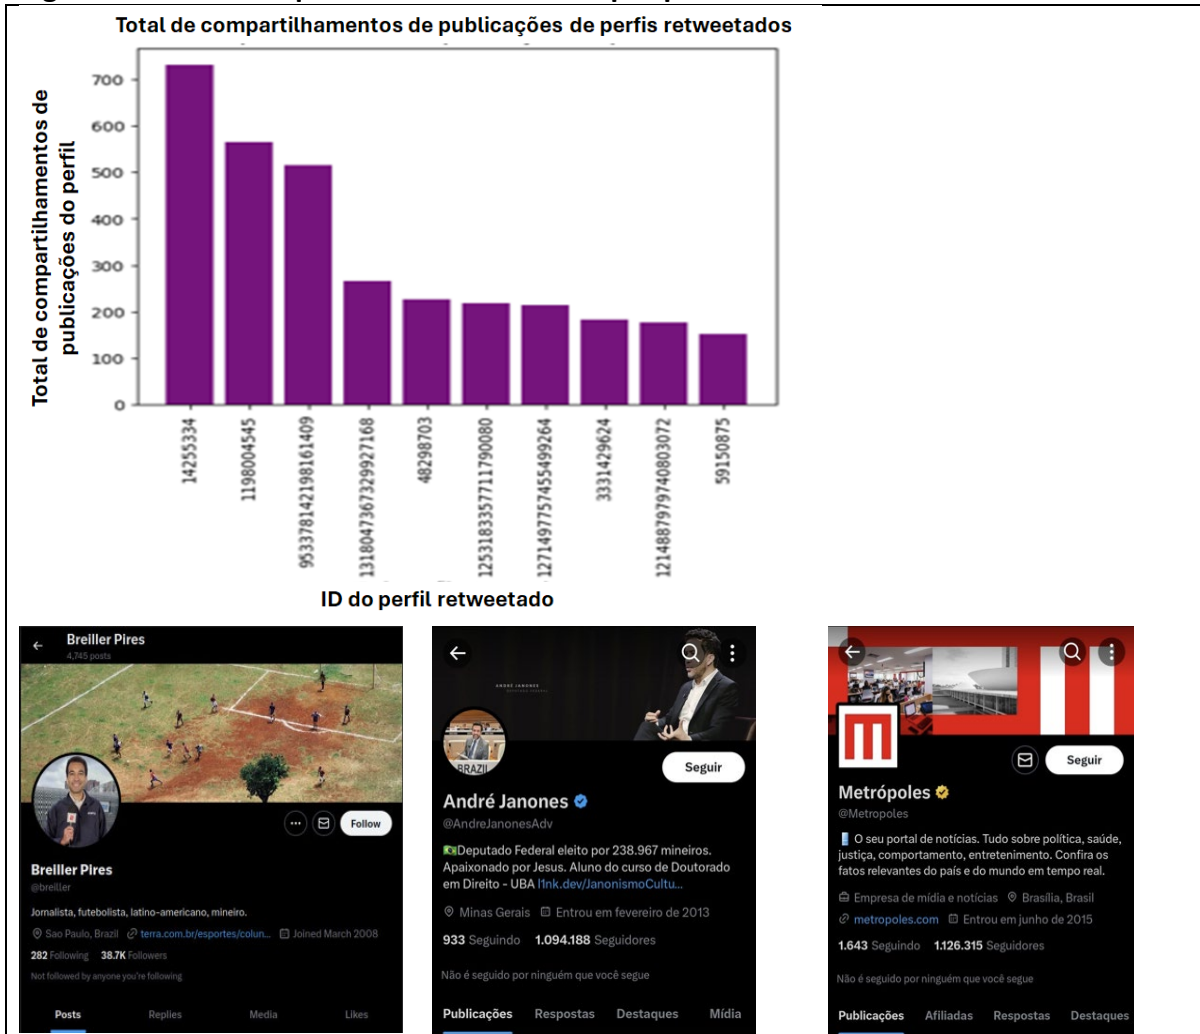 Total de compartilhamentos de publicações de perfis retweetados
Total de compartilhamentos de
publicações do perfil
700
600
500
400
300
200
100
0
14255334
1198004545
953378142198161409
1318047367329927168
48298703
1253183357711790080
1271497757455499264
3331429624
1214887979740803072
59150875
ID do perfil retweetado
Breiller Pires
4,745 posts
Follow
Breiller Pires
@breiller
Jornalista, futebolista, latino-americano, mineiro.
Sao Paulo, Brazil terra.com.br/esportes/colun... Joined March 2008
282 Following 38.7K Followers
Not followed by anyone you're following
Posts Replies Media Likes
ANDRÉ JANONES
BRAZIL
Seguir
André Janones
@AndreJanonesAdv
Deputado Federal eleito por 238.967 mineiros.
Apaixonado por Jesus. Aluno do curso de Doutorado
em Direito - UBA l1nk.dev/JanonismoCultu...
Minas Gerais Entrou em fevereiro de 2013
933 Seguindo 1.094.188 Seguidores
Não é seguido por ninguém que você segue
Publicações Respostas Destaques Mídia
m
Seguir
Metrópoles
@Metropoles
O seu portal de notícias. Tudo sobre política, saúde,
justiça, comportamento, entretenimento. Confira os
fatos relevantes do país e do mundo em tempo real.
Empresa de mídia e notícias Brasília, Brasil
metropoles.com Entrou em junho de 2015
1.643 Seguindo 1.126.315 Seguidores
Não é seguido por ninguém que você segue
Publicações Afiliadas Respostas Destaques